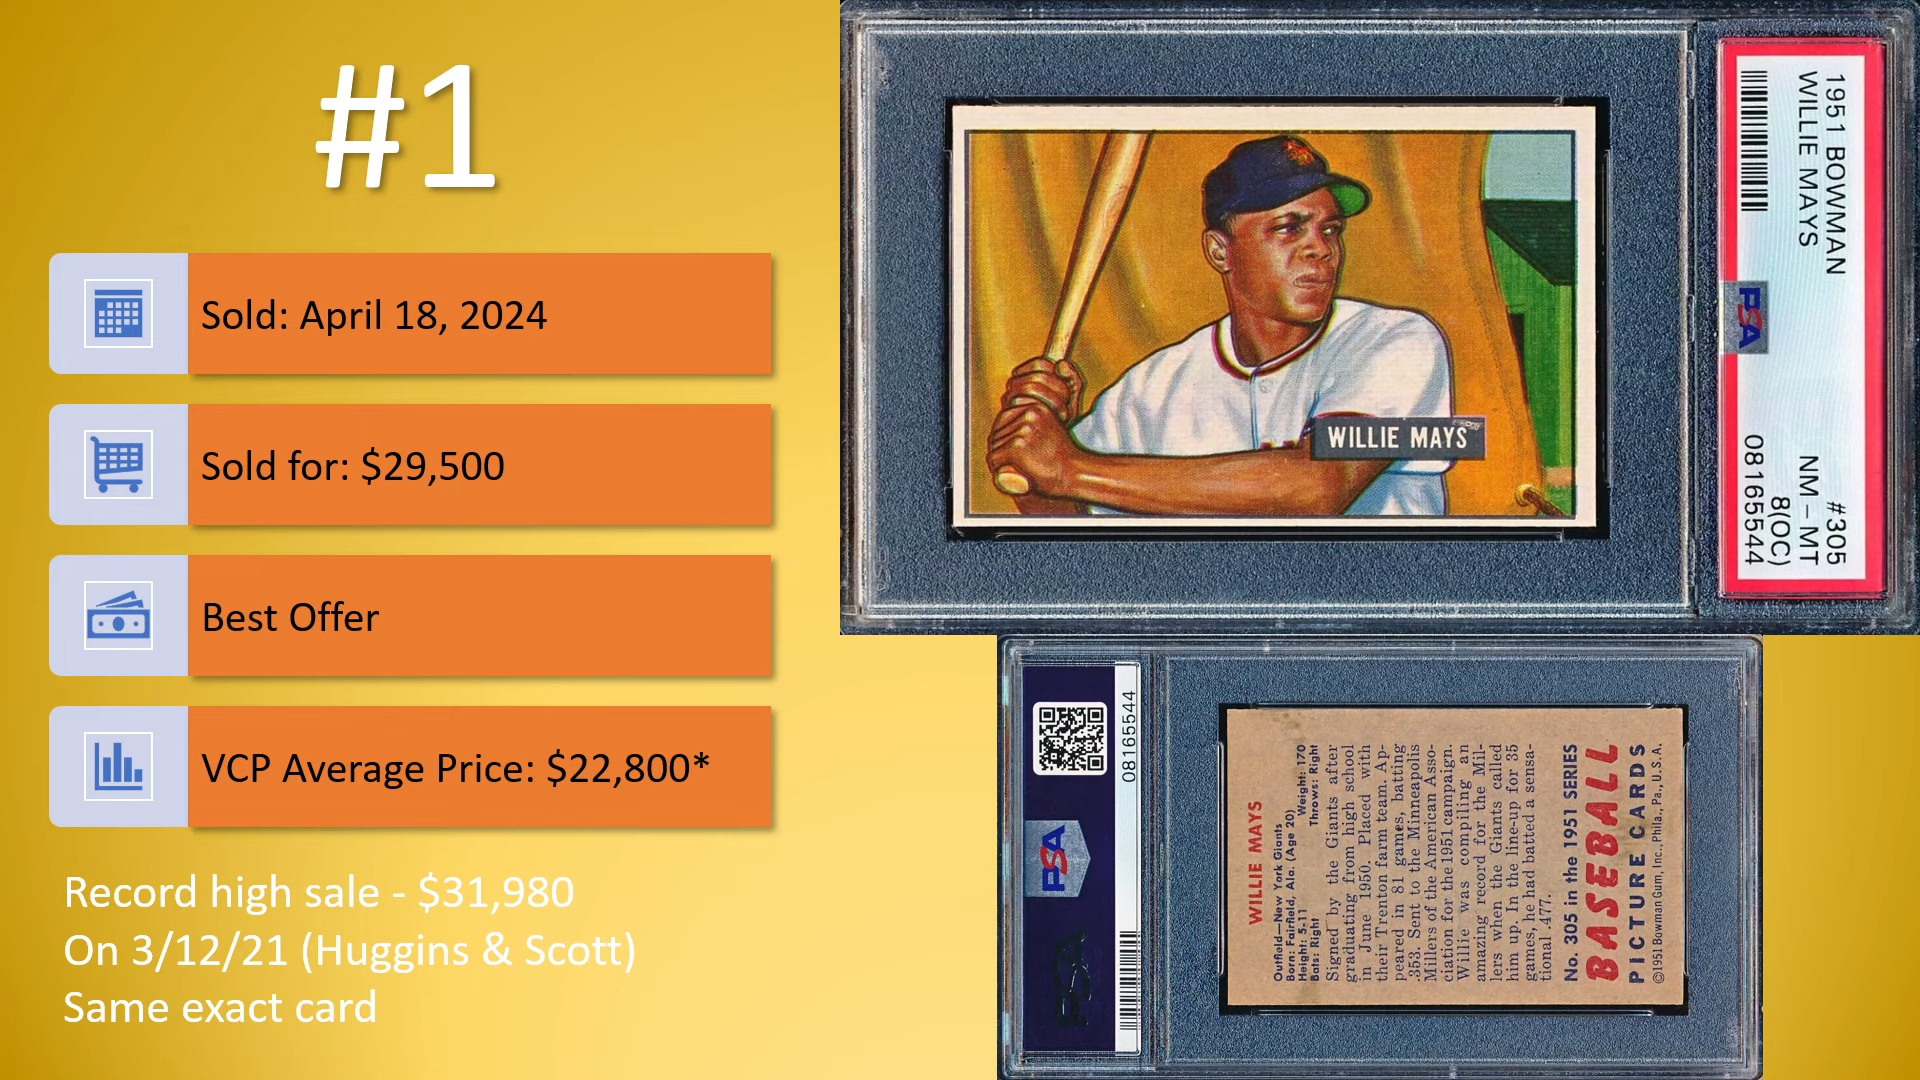 #1
Sold: April 18, 2024
Sold for: $29,500
Best Offer
VCP Average Price: $22,800*
Record high sale - $31,980
On 3/12/21 (Huggins & Scott)
Same exact card
WILLIE MAYS
1951 BOWMAN #305
WILLIE MAYS NM - MT
8(OC)
08165544
PSA
08165544
PSA
WILLIE MAYS
Outfield—New York Giants
Born: Fairfield, Ala. (Age 20)
Height: 5-11 Weight: 170
Bats: Right Throws: Right
Signed by the Giants after
graduating from high school
in June 1950. Placed with
their Trenton farm team. Ap-
peared in 81 games, batting
.353. Sent to the Minneapolis
Millers of the American Asso-
ciation for the 1951 campaign.
Willie was compiling an
amazing record for the Mil-
lers when the Giants called
him up. In the line-up for 35
games, he had batted a sensa-
tional .477.
No. 305 in the 1951 SERIES
BASEBALL
PICTURE CARDS
©1951 Bowman Gum, Inc., Phila., Pa., U.S.A.